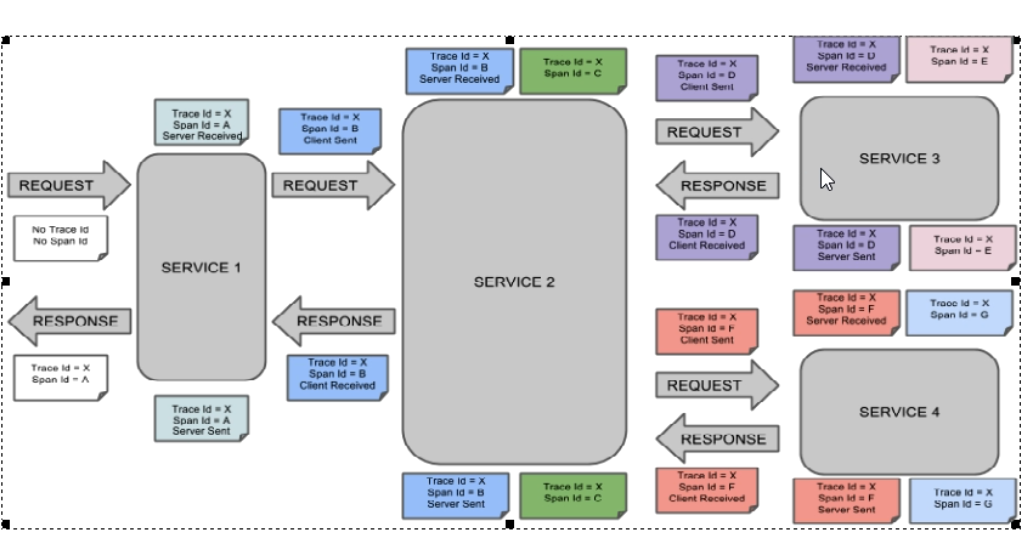 Trace Id = X
Span Id = B
Server Received
Trace Id = X
Span Id = C
Trace Id = X
Span Id = D
Client Sent
Trace Id = X
Span Id = D
Server Received
Trace Id = X
Span Id = E
Trace Id = X
Span Id = A
Server Received
Trace Id = X
Span Id = B
Client Sent
REQUEST
REQUEST
REQUEST
SERVICE 3
RESPONSE
No Trace Id
No Span Id
Trace Id = X
Span Id = D
Client Received
Trace Id = X
Span Id = D
Server Sent
Trace Id = X
Span Id = E
SERVICE 1
SERVICE 2
RESPONSE
RESPONSE
Trace Id = X
Span Id = F
Client Sent
Trace Id = X
Span Id = F
Server Received
Trace Id = X
Span Id = G
Trace Id = X
Span Id = A
Trace Id = X
Span Id = B
Client Received
REQUEST
SERVICE 4
RESPONSE
Trace Id = X
Span Id = A
Server Sent
Trace Id = X
Span Id = B
Server Sent
Trace Id = X
Span Id = C
Trace Id = X
Span Id = F
Client Received
Trace Id = X
Span Id = F
Server Sent
Trace Id = X
Span Id = G